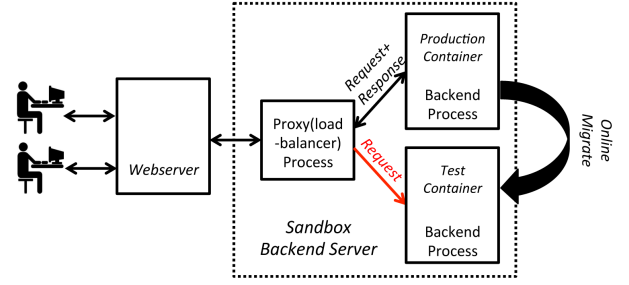 Webserver
Proxy(load
-balancer)
Process
Request+
Response
Request
Production
Container
Backend
Process
Test
Container
Backend
Process
Online
Migrate
Sandbox
Backend Server